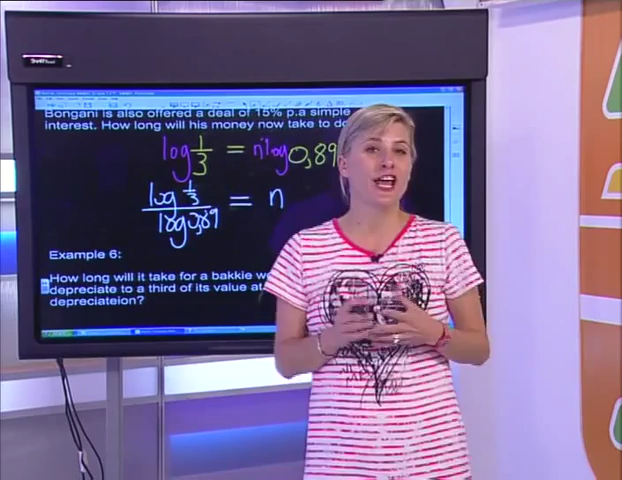 Bongani is also offered a deal of 15% p.a simple
interest. How long will his money now take to do
log 1/3 = n log 0,89
log 1/3 / log 0,89 = n
Example 6:
How long will it take for a bakkie wo
depreciate to a third of its value at
depreciateion?